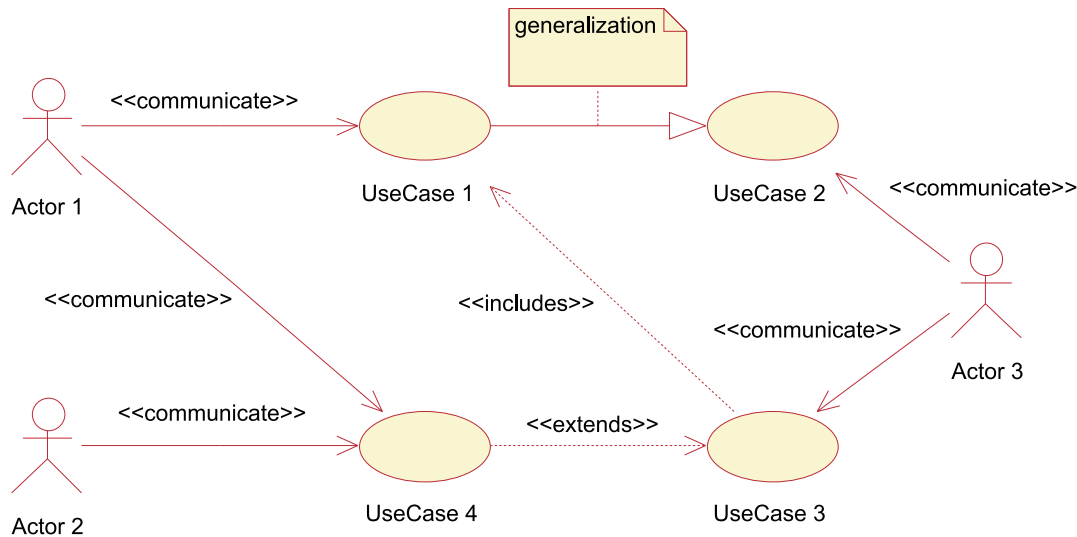 generalization
<<communicate>>
UseCase 1
UseCase 2
<<communicate>>
Actor 1
<<communicate>>
<<includes>>
<<communicate>>
Actor 3
<<communicate>>
<<extends>>
UseCase 4
UseCase 3
Actor 2